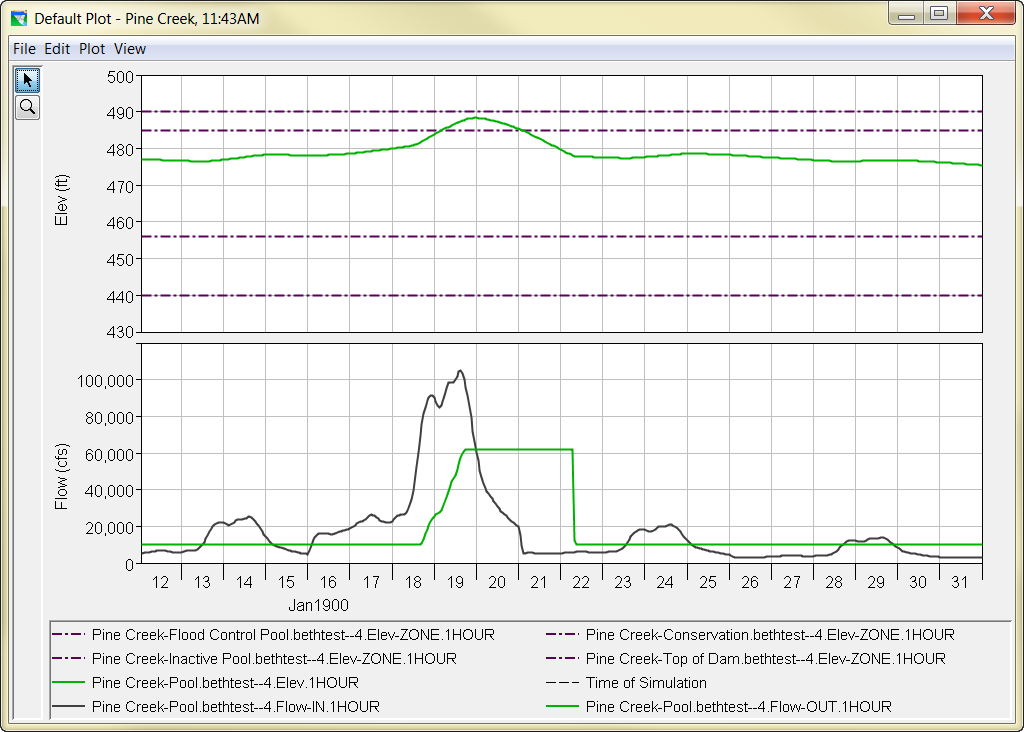 Default Plot - Pine Creek, 11:43AM
File Edit Plot View
500
490
480
470
460
450
440
430
Elev (ft)
100,000
80,000
60,000
40,000
20,000
0
Flow (cfs)
12 13 14 15 16 17 18 19 20 21 22 23 24 25 26 27 28 29 30 31
Jan1900
Pine Creek-Flood Control Pool.bethtest--4.Elev-ZONE.1HOUR
Pine Creek-Conservation.bethtest--4.Elev-ZONE.1HOUR
Pine Creek-Inactive Pool.bethtest--4.Elev-ZONE.1HOUR
Pine Creek-Top of Dam.bethtest--4.Elev-ZONE.1HOUR
Pine Creek-Pool.bethtest--4.Elev.1HOUR
Time of Simulation
Pine Creek-Pool.bethtest--4.Flow-IN.1HOUR
Pine Creek-Pool.bethtest--4.Flow-OUT.1HOUR